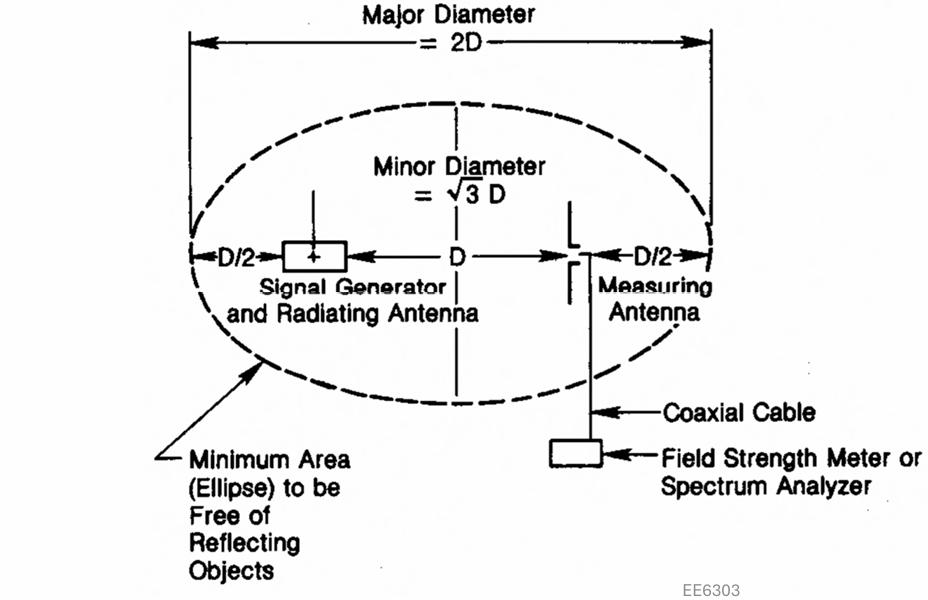 Major Diameter
= 2D
Minor Diameter
= √3 D
D/2
D
D/2
Signal Generator
and Radiating Antenna
Measuring
Antenna
Coaxial Cable
Field Strength Meter or
Spectrum Analyzer
Minimum Area
(Ellipse) to be
Free of
Reflecting
Objects
EE6303